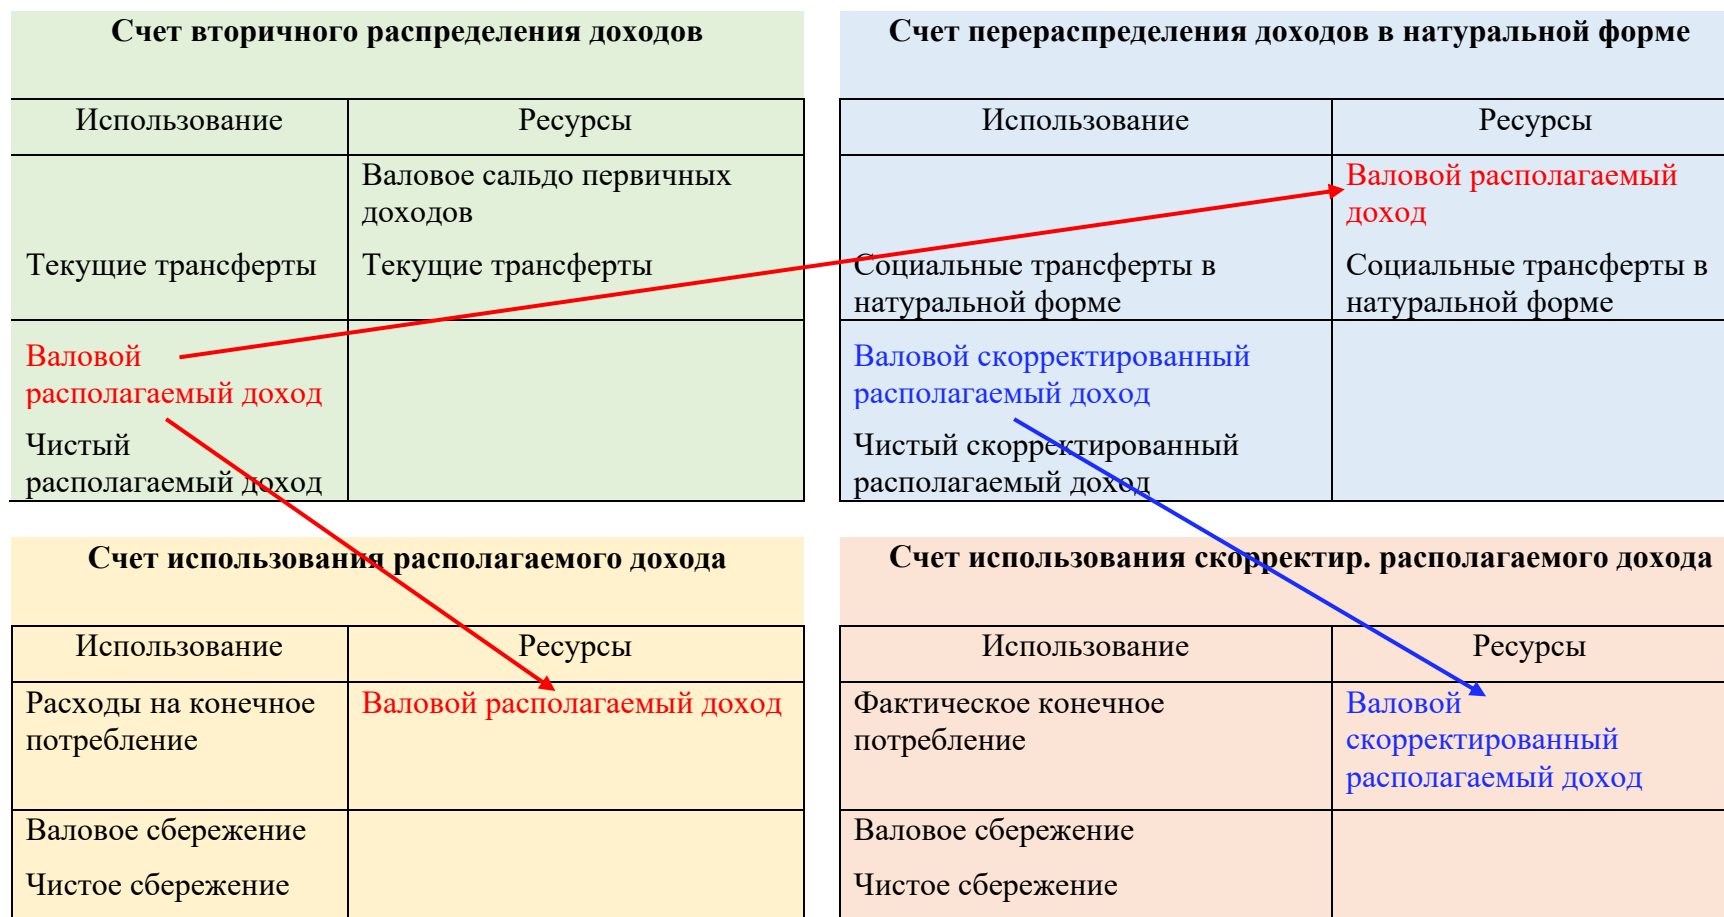 Счет вторичного распределения доходов
Использование
Ресурсы
Валовое сальдо первичных
доходов
Текущие трансферты
Текущие трансферты
Валовой
располагаемый доход
Чистый
располагаемый доход
Счет перераспределения доходов в натуральной форме
Использование
Ресурсы
Валовой располагаемый
доход
Социальные трансферты в
натуральной форме
Социальные трансферты в
натуральной форме
Валовой скорректированный
располагаемый доход
Чистый скорректированный
располагаемый доход
Счет использования располагаемого дохода
Использование
Ресурсы
Расходы на конечное
потребление
Валовой располагаемый доход
Валовое сбережение
Чистое сбережение
Счет использования скорректир. располагаемого дохода
Использование
Ресурсы
Фактическое конечное
потребление
Валовой
скорректированный
располагаемый доход
Валовое сбережение
Чистое сбережение